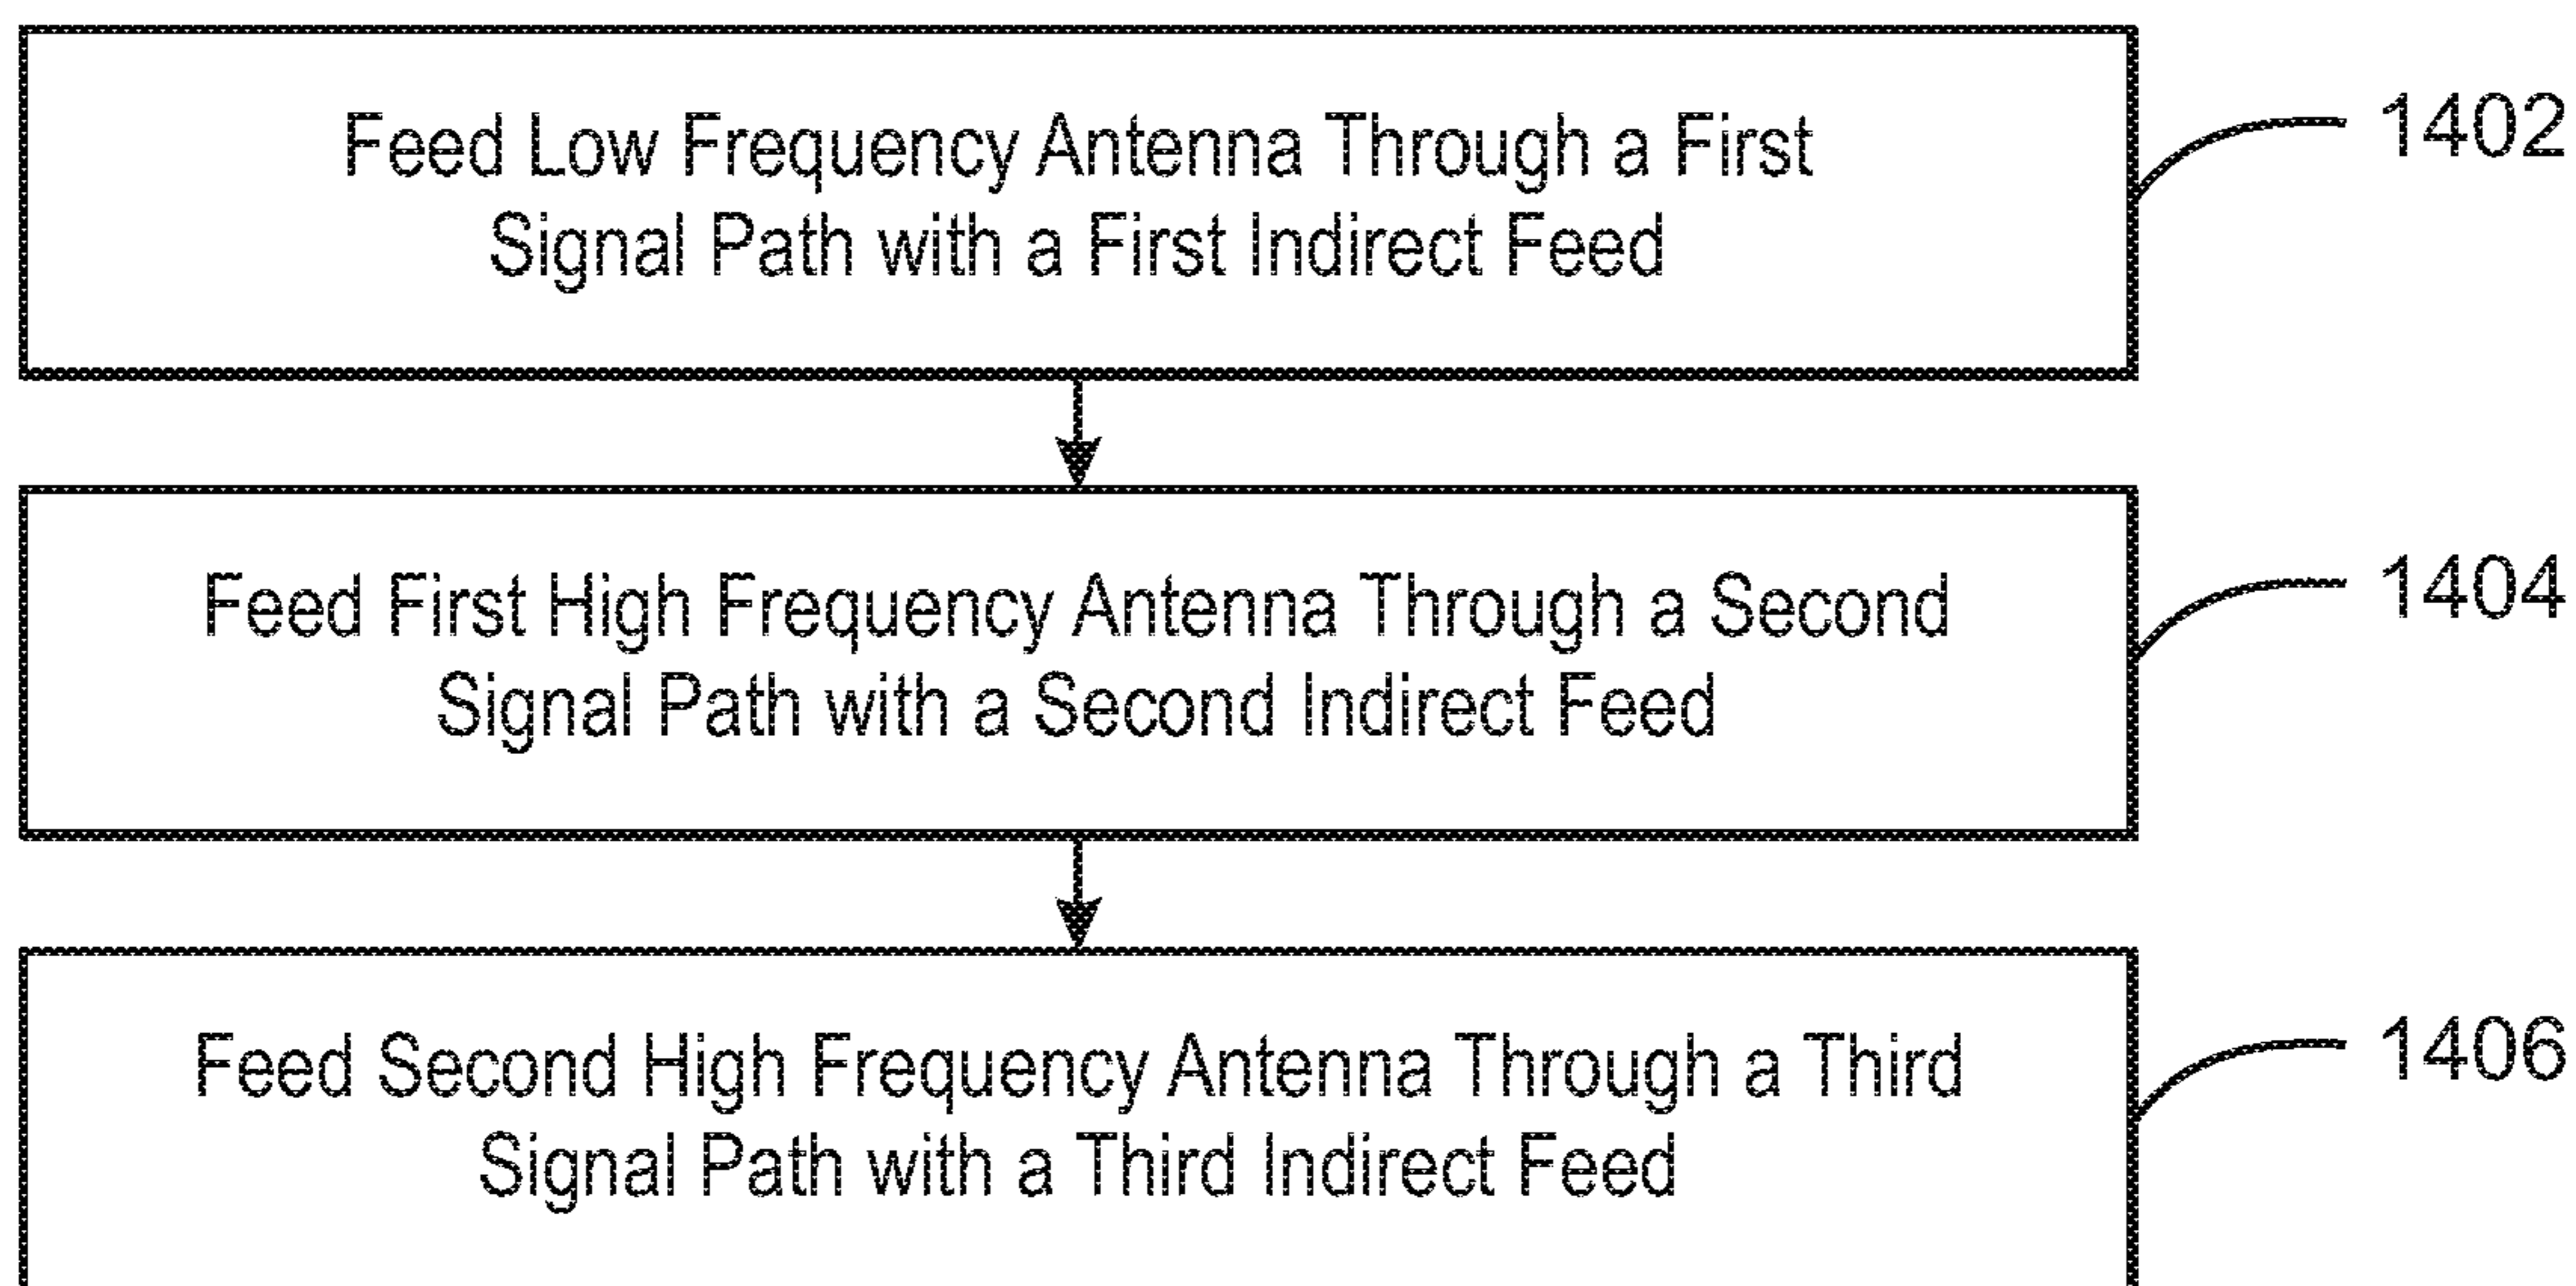 Feed Low Frequency Antenna Through a First
Signal Path with a First Indirect Feed
1402
Feed First High Frequency Antenna Through a Second
Signal Path with a Second Indirect Feed
1404
Feed Second High Frequency Antenna Through a Third
Signal Path with a Third Indirect Feed
1406